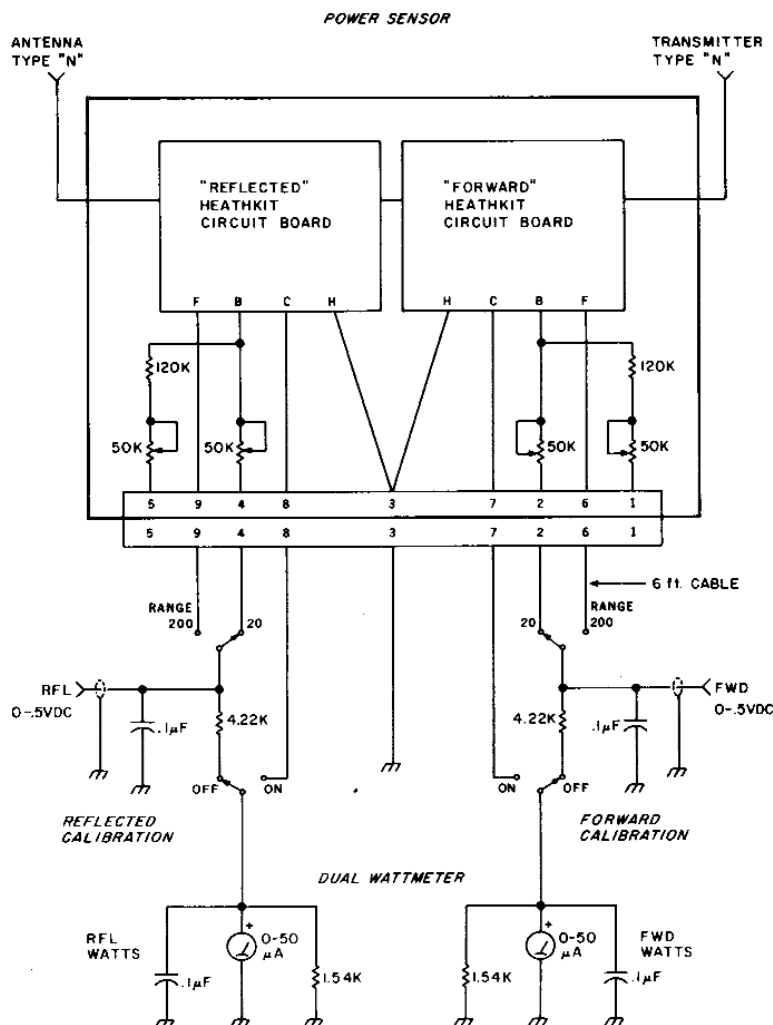 POWER SENSOR
ANTENNA
TYPE "N"
TRANSMITTER
TYPE "N"
"REFLECTED"
HEATHKIT
CIRCUIT BOARD
"FORWARD"
HEATHKIT
CIRCUIT BOARD
F B C H
H C B F
120K
120K
50K
50K
50K
50K
5 9 4 8 3 7 2 6 1
5 9 4 8 3 7 2 6 1
6 ft. CABLE
RANGE
200
20
RANGE
20
200
RFL
0-.5VDC
FWD
0-.5VDC
.1µF
4.22K
4.22K
.1µF
OFF
ON
ON
OFF
REFLECTED
CALIBRATION
FORWARD
CALIBRATION
DUAL WATTMETER
RFL
WATTS
+
0-50
µA
.1µF
1.54K
+
0-50
µA
FWD
WATTS
1.54K
.1µF